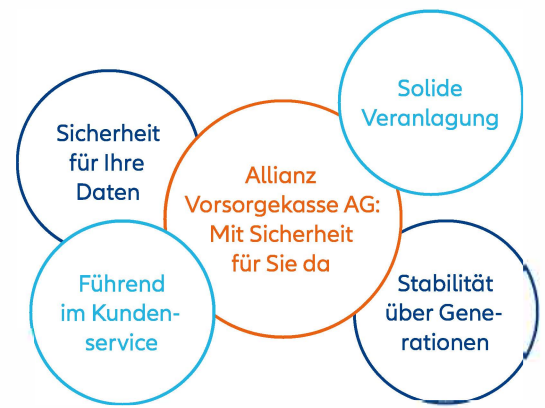 Solide
Veranlagung
Sicherheit
für Ihre
Daten
Allianz
Vorsorgekasse AG:
Mit Sicherheit
für Sie da
Führend
im Kunden-
service
Stabilität
über Gene-
rationen